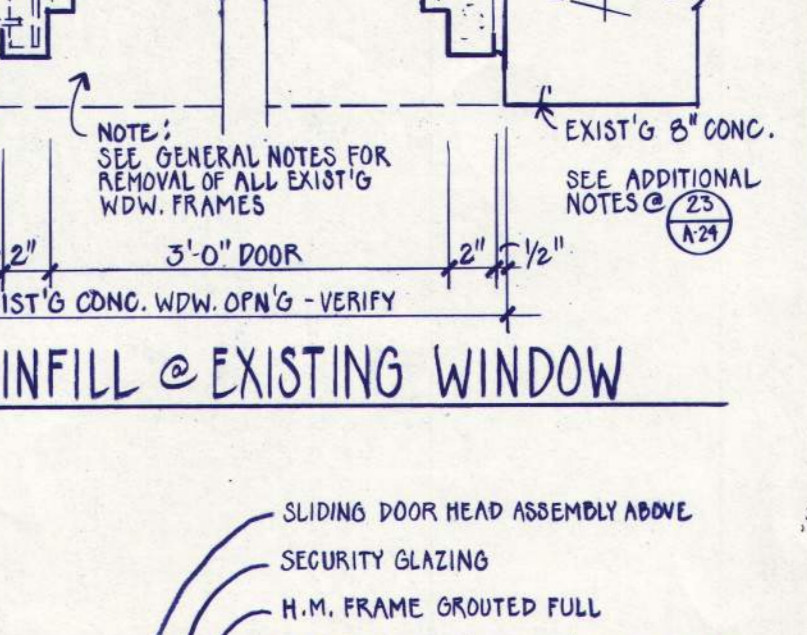 NOTE:
SEE GENERAL NOTES FOR
REMOVAL OF ALL EXIST'G
WDW. FRAMES
EXIST'G 8" CONC.
SEE ADDITIONAL
NOTES @ 23
A-24
2" 3'-0" DOOR 2" 1/2"
IST'G CONC. WDW. OPN'G - VERIFY
INFILL @ EXISTING WINDOW
SLIDING DOOR HEAD ASSEMBLY ABOVE
SECURITY GLAZING
H.M. FRAME GROUTED FULL